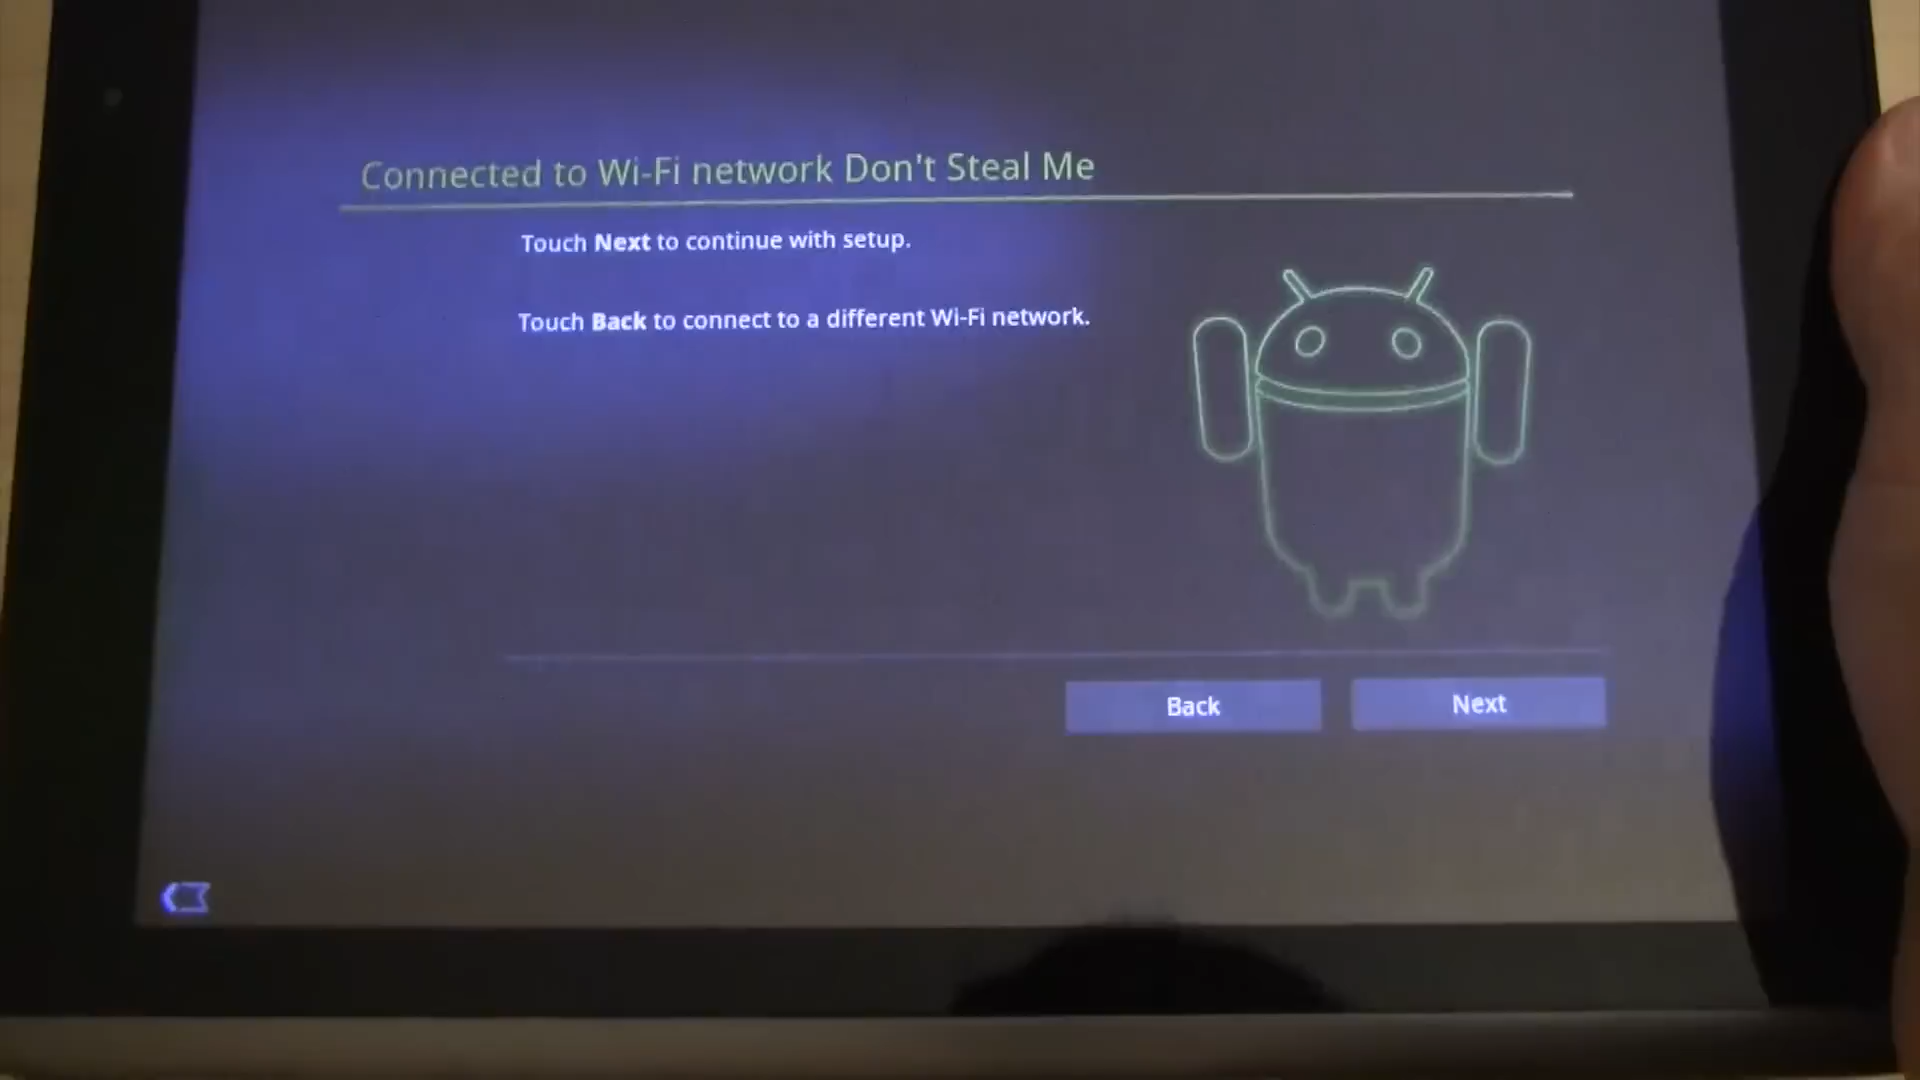 Connected to Wi-Fi network Don't Steal Me
Touch Next to continue with setup.
Touch Back to connect to a different Wi-Fi network.
Back
Next